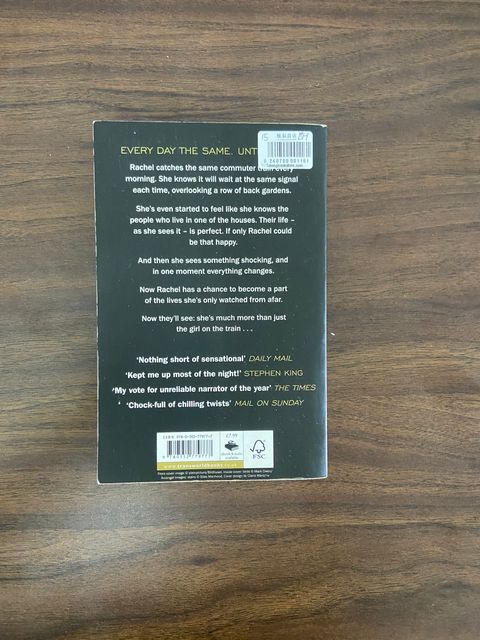 EVERY DAY THE SAME. UNT
15
Rachel catches the same commuter train every
morning. She knows it will wait at the same signal
each time, overlooking a row of back gardens.
She's even started to feel like she knows the
people who live in one of the houses. Their life –
as she sees it – is perfect. If only Rachel could
be that happy.
And then she sees something shocking, and
in one moment everything changes.
Now Rachel has a chance to become a part
of the lives she's only watched from afar.
Now they'll see: she's much more than just
the girl on the train . . .
'Nothing short of sensational' DAILY MAIL
'Kept me up most of the night!' STEPHEN KING
'My vote for unreliable narrator of the year' THE TIMES
'Chock-full of chilling twists' MAIL ON SUNDAY
£7.99
FSC
www.transworldbooks.co.uk